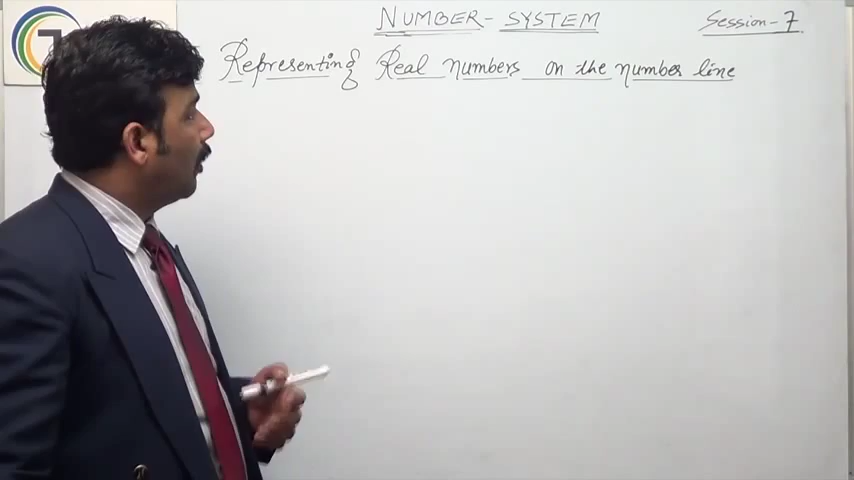 NUMBER-SYSTEM
Session-7
Representing Real numbers on the number line